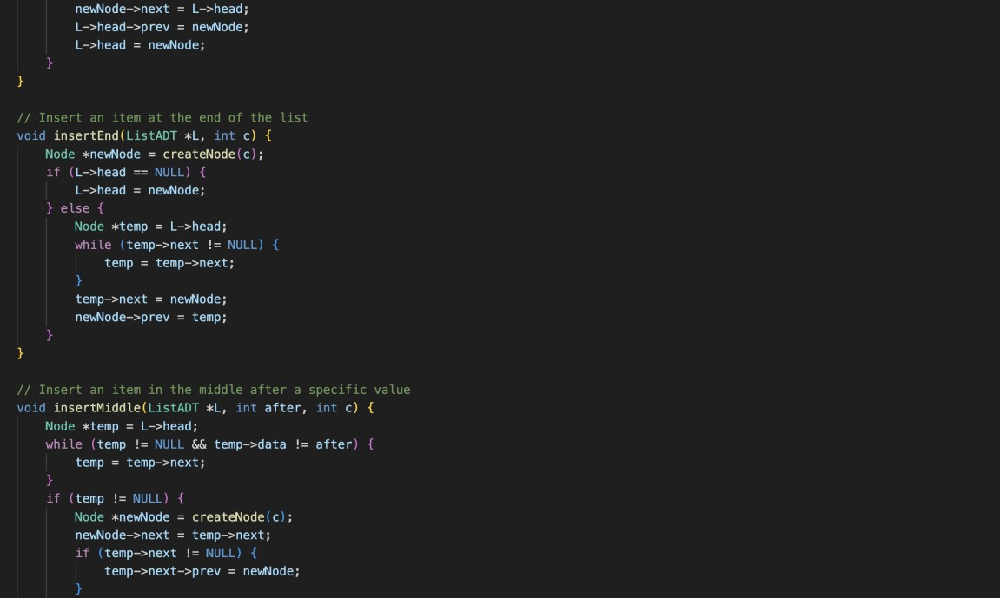 newNode->next = L->head;
        L->head->prev = newNode;
        L->head = newNode;
    }
}

// Insert an item at the end of the list
void insertEnd(ListADT *L, int c) {
    Node *newNode = createNode(c);
    if (L->head == NULL) {
        L->head = newNode;
    } else {
        Node *temp = L->head;
        while (temp->next != NULL) {
            temp = temp->next;
        }
        temp->next = newNode;
        newNode->prev = temp;
    }
}

// Insert an item in the middle after a specific value
void insertMiddle(ListADT *L, int after, int c) {
    Node *temp = L->head;
    while (temp != NULL && temp->data != after) {
        temp = temp->next;
    }
    if (temp != NULL) {
        Node *newNode = createNode(c);
        newNode->next = temp->next;
        if (temp->next != NULL) {
            temp->next->prev = newNode;
        }